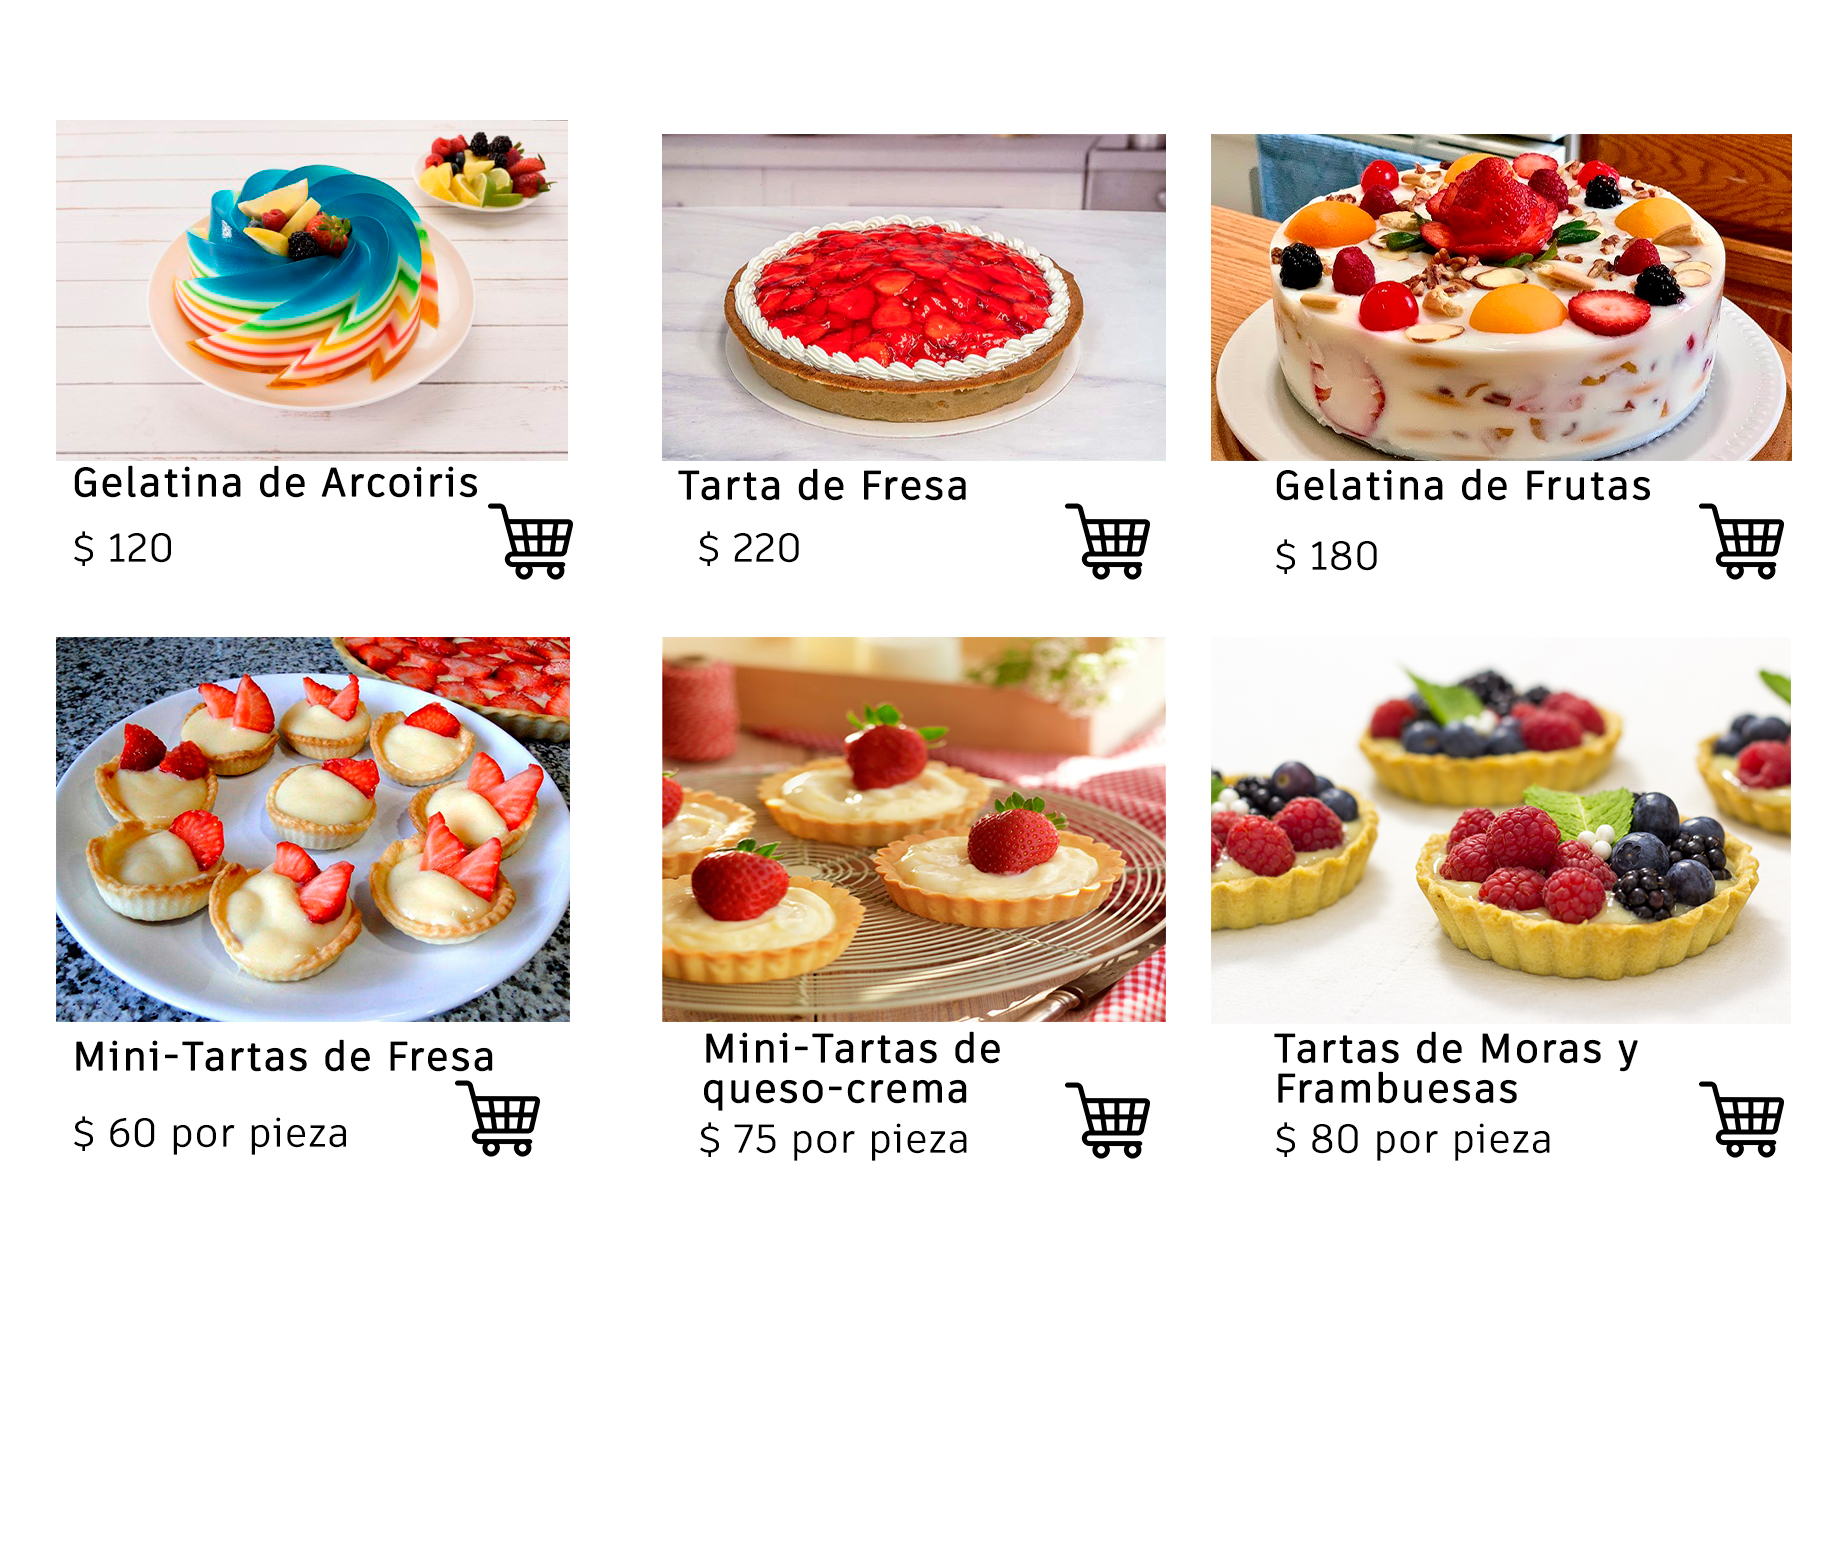 Gelatina de Arcoiris
$ 120
Tarta de Fresa
$ 220
Gelatina de Frutas
$ 180
Mini-Tartas de Fresa
$ 60 por pieza
Mini-Tartas de
queso-crema
$ 75 por pieza
Tartas de Moras y
Frambuesas
$ 80 por pieza